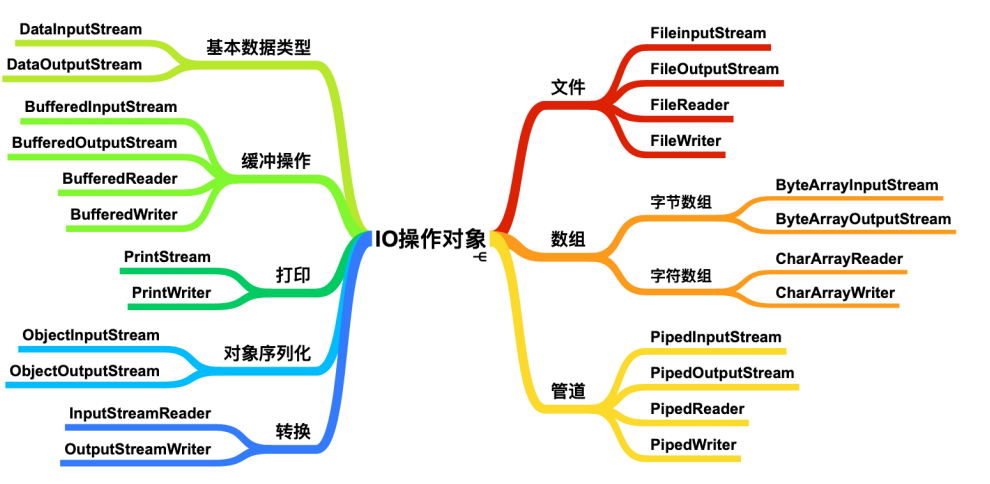 IO操作对象
基本数据类型
DataInputStream
DataOutputStream
缓冲操作
BufferedInputStream
BufferedOutputStream
BufferedReader
BufferedWriter
打印
PrintStream
PrintWriter
对象序列化
ObjectInputStream
ObjectOutputStream
转换
InputStreamReader
OutputStreamWriter
文件
FileinputStream
FileOutputStream
FileReader
FileWriter
数组
字节数组
ByteArrayInputStream
ByteArrayOutputStream
字符数组
CharArrayReader
CharArrayWriter
管道
PipedInputStream
PipedOutputStream
PipedReader
PipedWriter